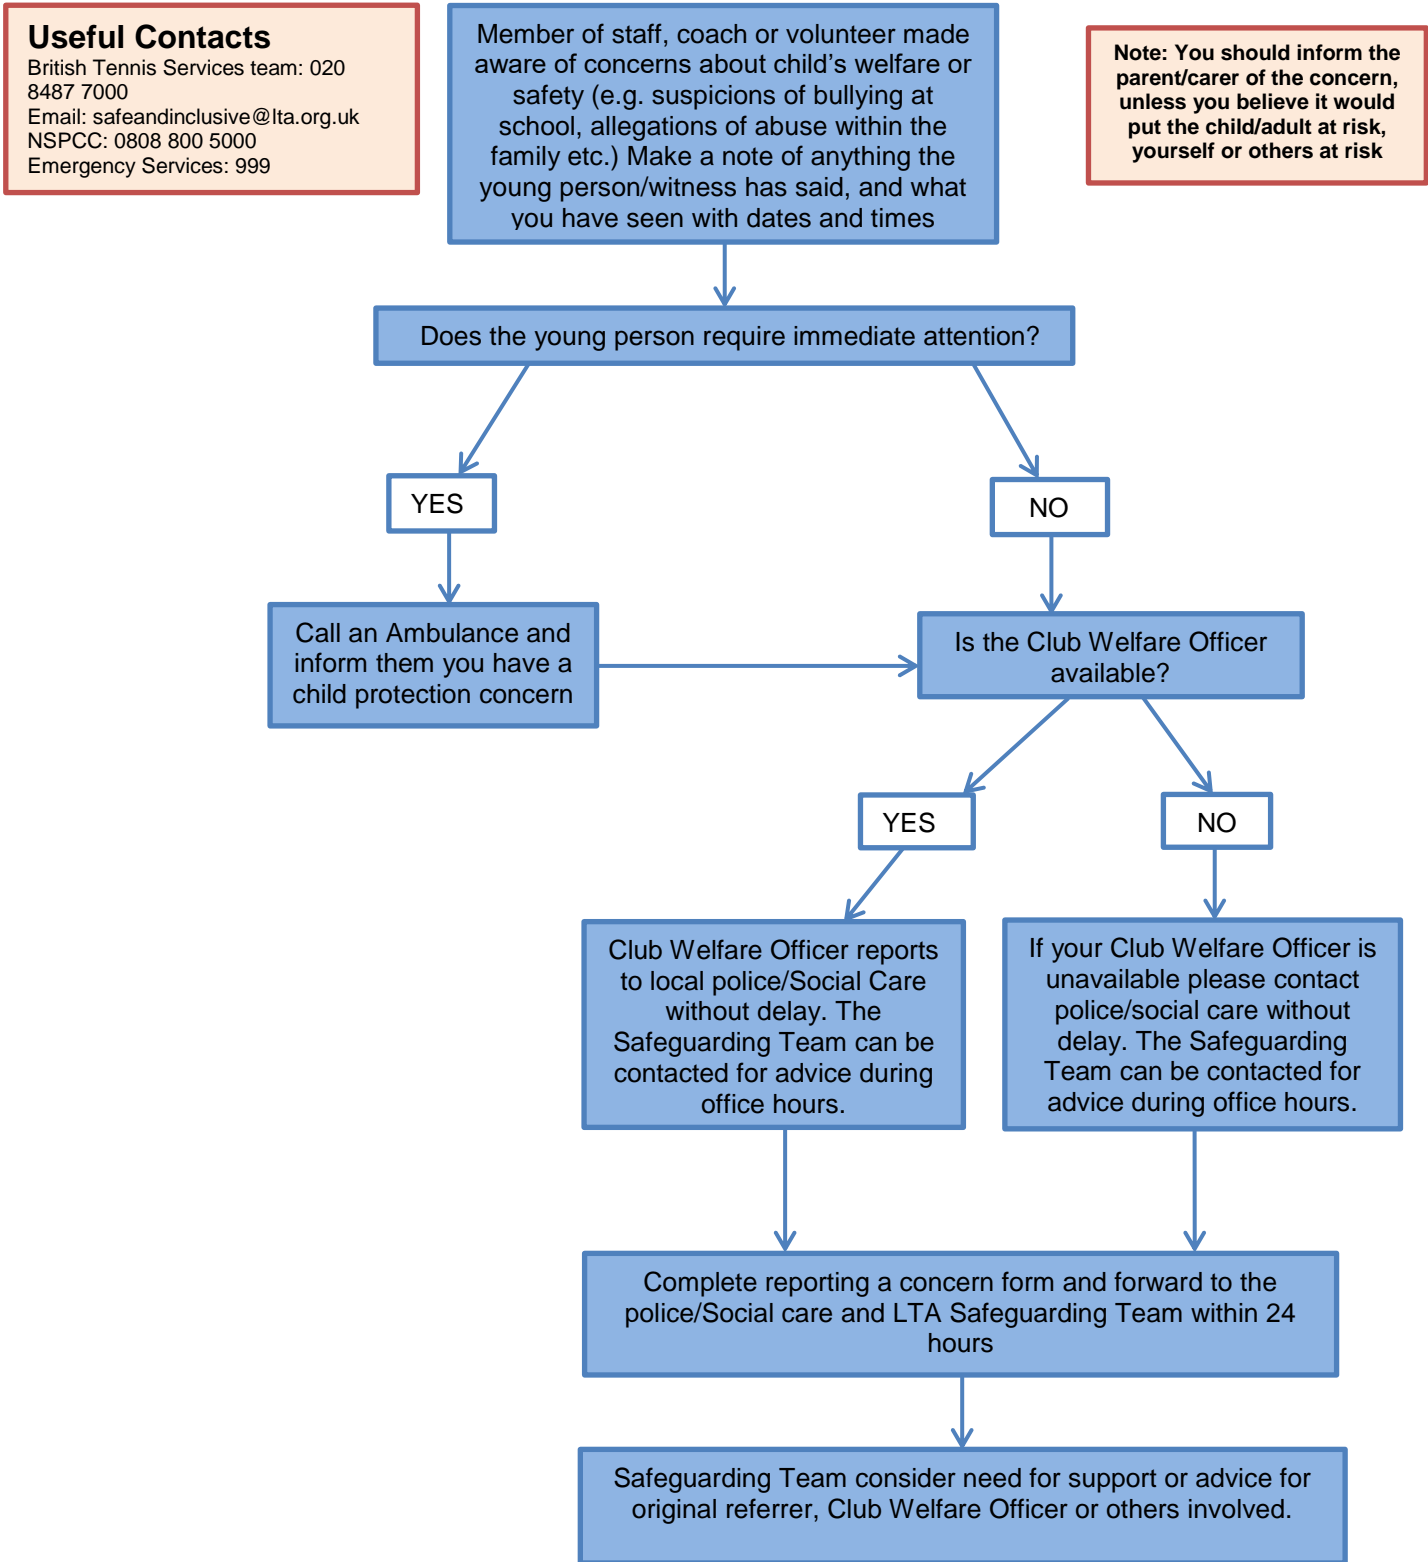 Useful Contacts
British Tennis Services team: 020
8487 7000
Email: safeandinclusive@lta.org.uk
NSPCC: 0808 800 5000
Emergency Services: 999
Member of staff, coach or volunteer made
aware of concerns about child’s welfare or
safety (e.g. suspicions of bullying at
school, allegations of abuse within the
family etc.) Make a note of anything the
young person/witness has said, and what
you have seen with dates and times
Note: You should inform the
parent/carer of the concern,
unless you believe it would
put the child/adult at risk,
yourself or others at risk
Does the young person require immediate attention?
YES
NO
Call an Ambulance and
inform them you have a
child protection concern
Is the Club Welfare Officer
available?
YES
NO
Club Welfare Officer reports
to local police/Social Care
without delay. The
Safeguarding Team can be
contacted for advice during
office hours.
If your Club Welfare Officer is
unavailable please contact
police/social care without
delay. The Safeguarding
Team can be contacted for
advice during office hours.
Complete reporting a concern form and forward to the
police/Social care and LTA Safeguarding Team within 24
hours
Safeguarding Team consider need for support or advice for
original referrer, Club Welfare Officer or others involved.